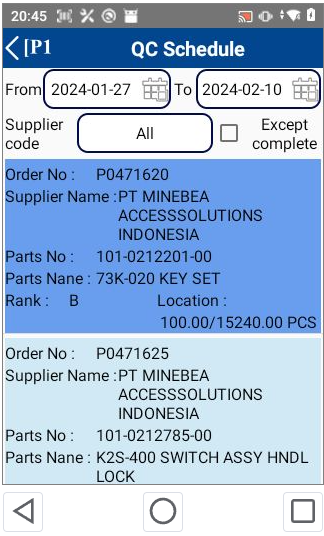 20:45
[P1 QC Schedule
From 2024-01-27 To 2024-02-10
Supplier code All Except complete
Order No : P0471620
Supplier Name :PT MINEBEA
ACCESSSOLUTIONS
INDONESIA
Parts No : 101-0212201-00
Parts Nane : 73K-020 KEY SET
Rank : B Location :
100.00/15240.00 PCS
Order No : P0471625
Supplier Name :PT MINEBEA
ACCESSSOLUTIONS
INDONESIA
Parts No : 101-0212785-00
Parts Nane : K2S-400 SWITCH ASSY HNDL
LOCK